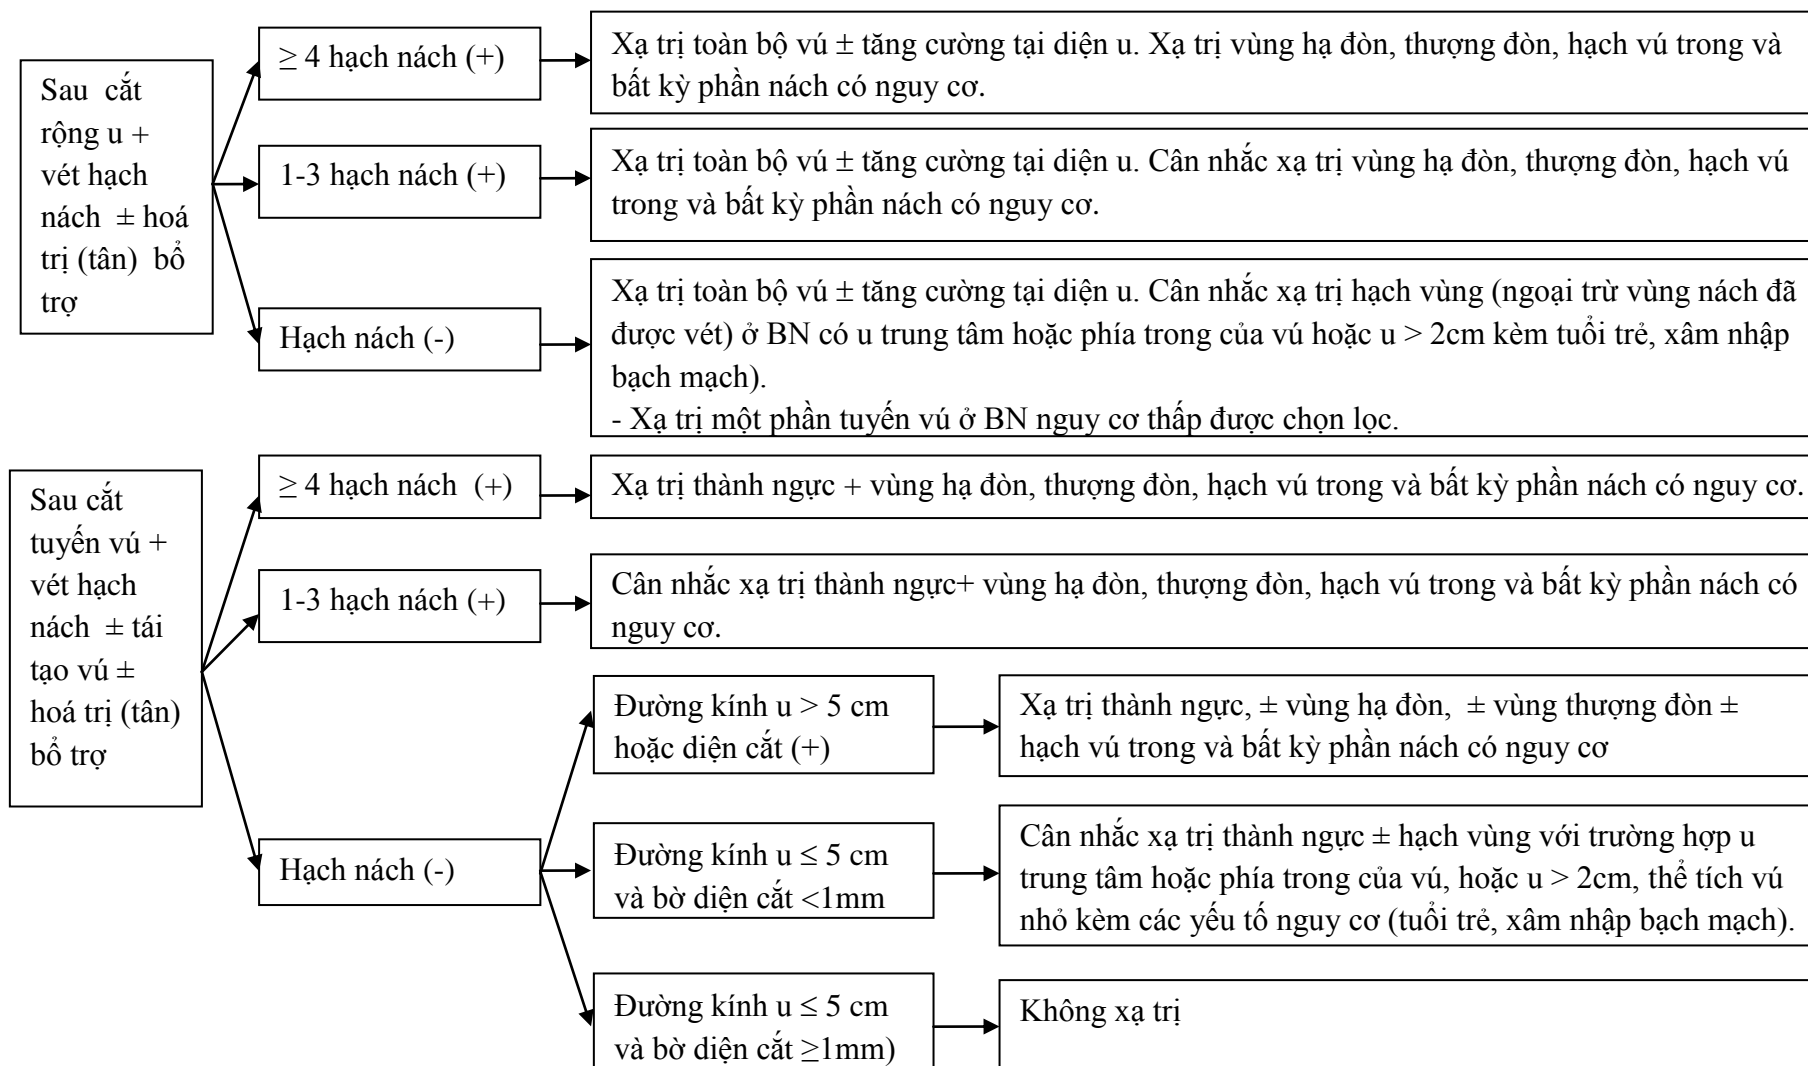 Sau cắt
rộng u +
vét hạch
nách ± hoá
trị (tân) bổ
trợ
≥ 4 hạch nách (+)
Xạ trị toàn bộ vú ± tăng cường tại diện u. Xạ trị vùng hạ đòn, thượng đòn, hạch vú trong và
bất kỳ phần nách có nguy cơ.
1-3 hạch nách (+)
Xạ trị toàn bộ vú ± tăng cường tại diện u. Cân nhắc xạ trị vùng hạ đòn, thượng đòn, hạch vú
trong và bất kỳ phần nách có nguy cơ.
Hạch nách (-)
Xạ trị toàn bộ vú ± tăng cường tại diện u. Cân nhắc xạ trị hạch vùng (ngoại trừ vùng nách đã
được vét) ở BN có u trung tâm hoặc phía trong của vú hoặc u > 2cm kèm tuổi trẻ, xâm nhập
bạch mạch).
- Xạ trị một phần tuyến vú ở BN nguy cơ thấp được chọn lọc.
Sau cắt
tuyến vú +
vét hạch
nách ± tái
tạo vú ±
hoá trị (tân)
bổ trợ
≥ 4 hạch nách (+)
Xạ trị thành ngực + vùng hạ đòn, thượng đòn, hạch vú trong và bất kỳ phần nách có nguy cơ.
1-3 hạch nách (+)
Cân nhắc xạ trị thành ngực+ vùng hạ đòn, thượng đòn, hạch vú trong và bất kỳ phần nách có
nguy cơ.
Hạch nách (-)
Đường kính u > 5 cm
hoặc diện cắt (+)
Xạ trị thành ngực, ± vùng hạ đòn, ± vùng thượng đòn ±
hạch vú trong và bất kỳ phần nách có nguy cơ
Đường kính u ≤ 5 cm
và bờ diện cắt <1mm
Cân nhắc xạ trị thành ngực ± hạch vùng với trường hợp u
trung tâm hoặc phía trong của vú, hoặc u > 2cm, thể tích vú
nhỏ kèm các yếu tố nguy cơ (tuổi trẻ, xâm nhập bạch mạch).
Đường kính u ≤ 5 cm
và bờ diện cắt ≥1mm)
Không xạ trị